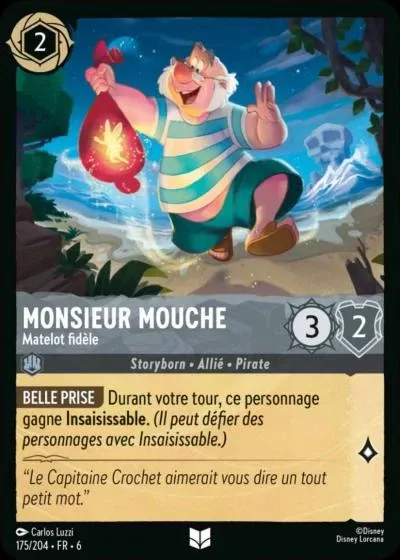 2
MONSIEUR MOUCHE
Matelot fidèle
3
2
Storyborn • Allié • Pirate
BELLE PRISE Durant votre tour, ce personnage
gagne Insaisissable. (Il peut défier des
personnages avec Insaisissable.)
“Le Capitaine Crochet aimerait vous dire un tout
petit mot.”
Carlos Luzzi
175/204 • FR • 6
©Disney
Disney Lorcana